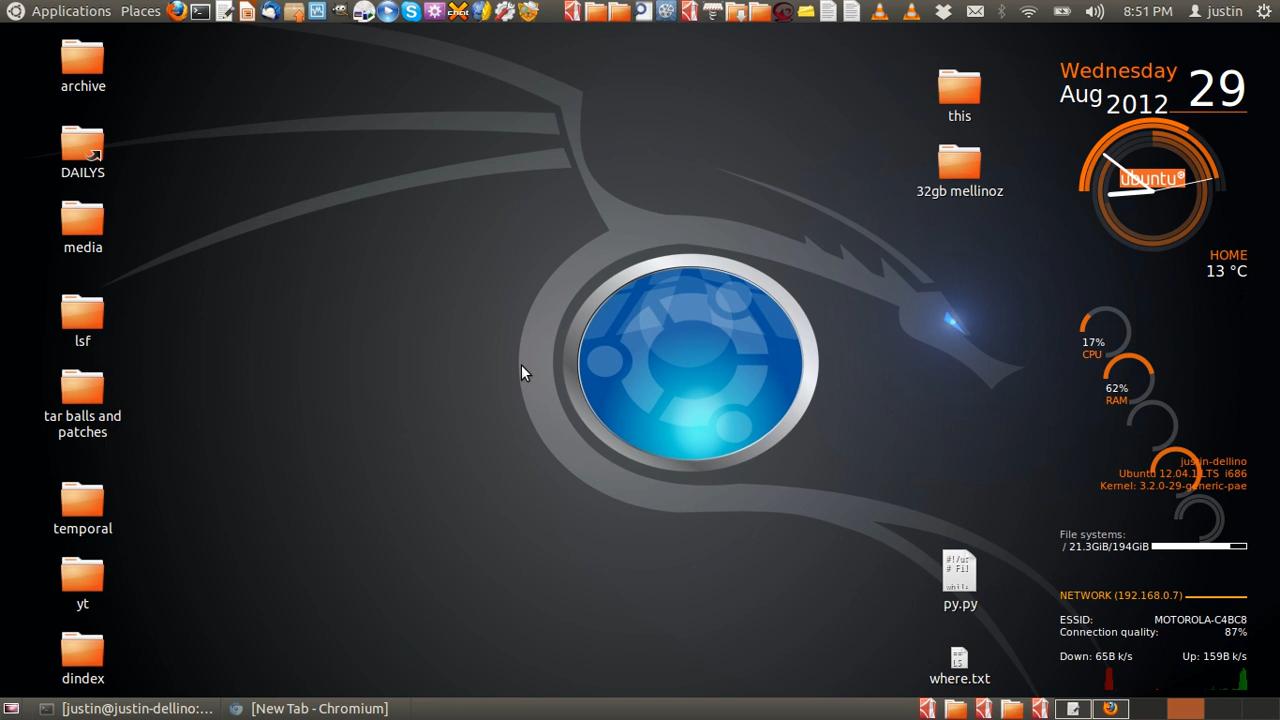 Applications Places
8:51 PM justin
archive
DAILYS
media
lsf
tar balls and
patches
temporal
yt
dindex
this
32gb mellinoz
py.py
where.txt
Wednesday
Aug 2012 29
ubuntu®
HOME
13 °C
17%
CPU
62%
RAM
justin-dellino
Ubuntu 12.04.1 LTS i686
Kernel: 3.2.0-29-generic-pae
File systems:
/ 21.3GiB/194GiB
NETWORK (192.168.0.7)
ESSID: MOTOROLA-C4BC8
Connection quality: 87%
Down: 65B k/s Up: 159B k/s
[justin@justin-dellino:... [New Tab - Chromium]